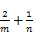 2/m + 1/n